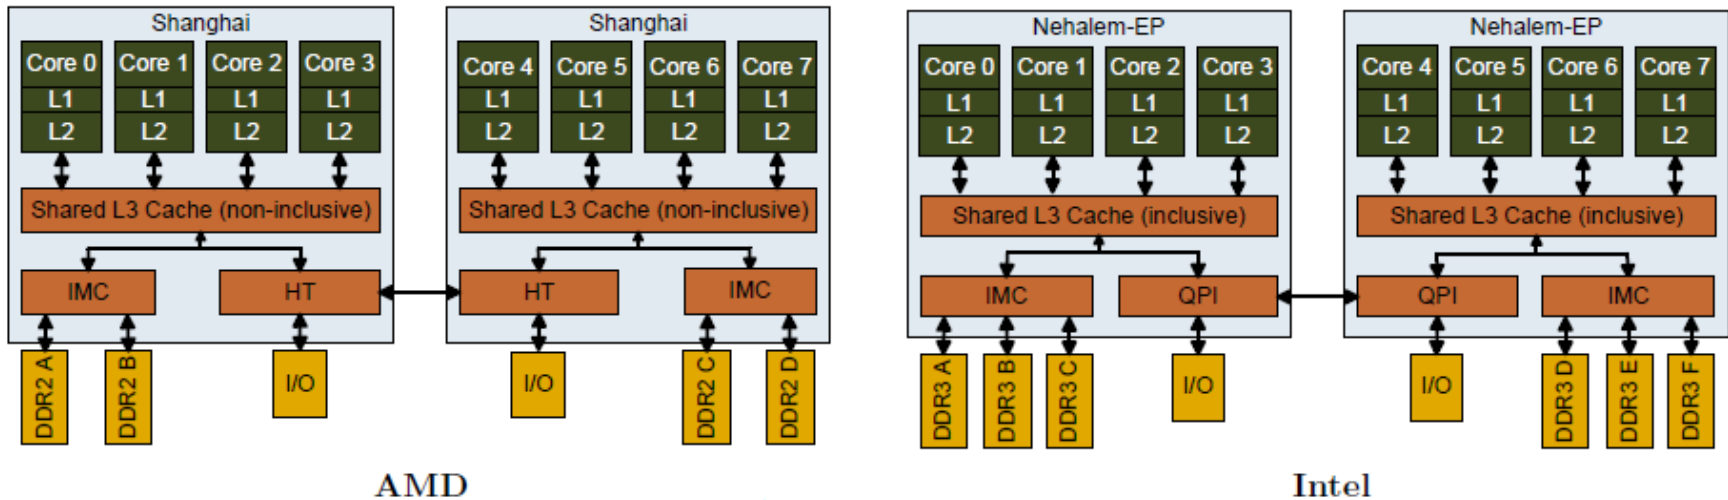 Shanghai
Core 0 Core 1 Core 2 Core 3
L1 L1 L1 L1
L2 L2 L2 L2
Shared L3 Cache (non-inclusive)
IMC HT
DDR2 A DDR2 B I/O
Shanghai
Core 4 Core 5 Core 6 Core 7
L1 L1 L1 L1
L2 L2 L2 L2
Shared L3 Cache (non-inclusive)
HT IMC
I/O DDR2 C DDR2 D
AMD
Nehalem-EP
Core 0 Core 1 Core 2 Core 3
L1 L1 L1 L1
L2 L2 L2 L2
Shared L3 Cache (inclusive)
IMC QPI
DDR3 A DDR3 B DDR3 C I/O
Nehalem-EP
Core 4 Core 5 Core 6 Core 7
L1 L1 L1 L1
L2 L2 L2 L2
Shared L3 Cache (inclusive)
QPI IMC
I/O DDR3 D DDR3 E DDR3 F
Intel